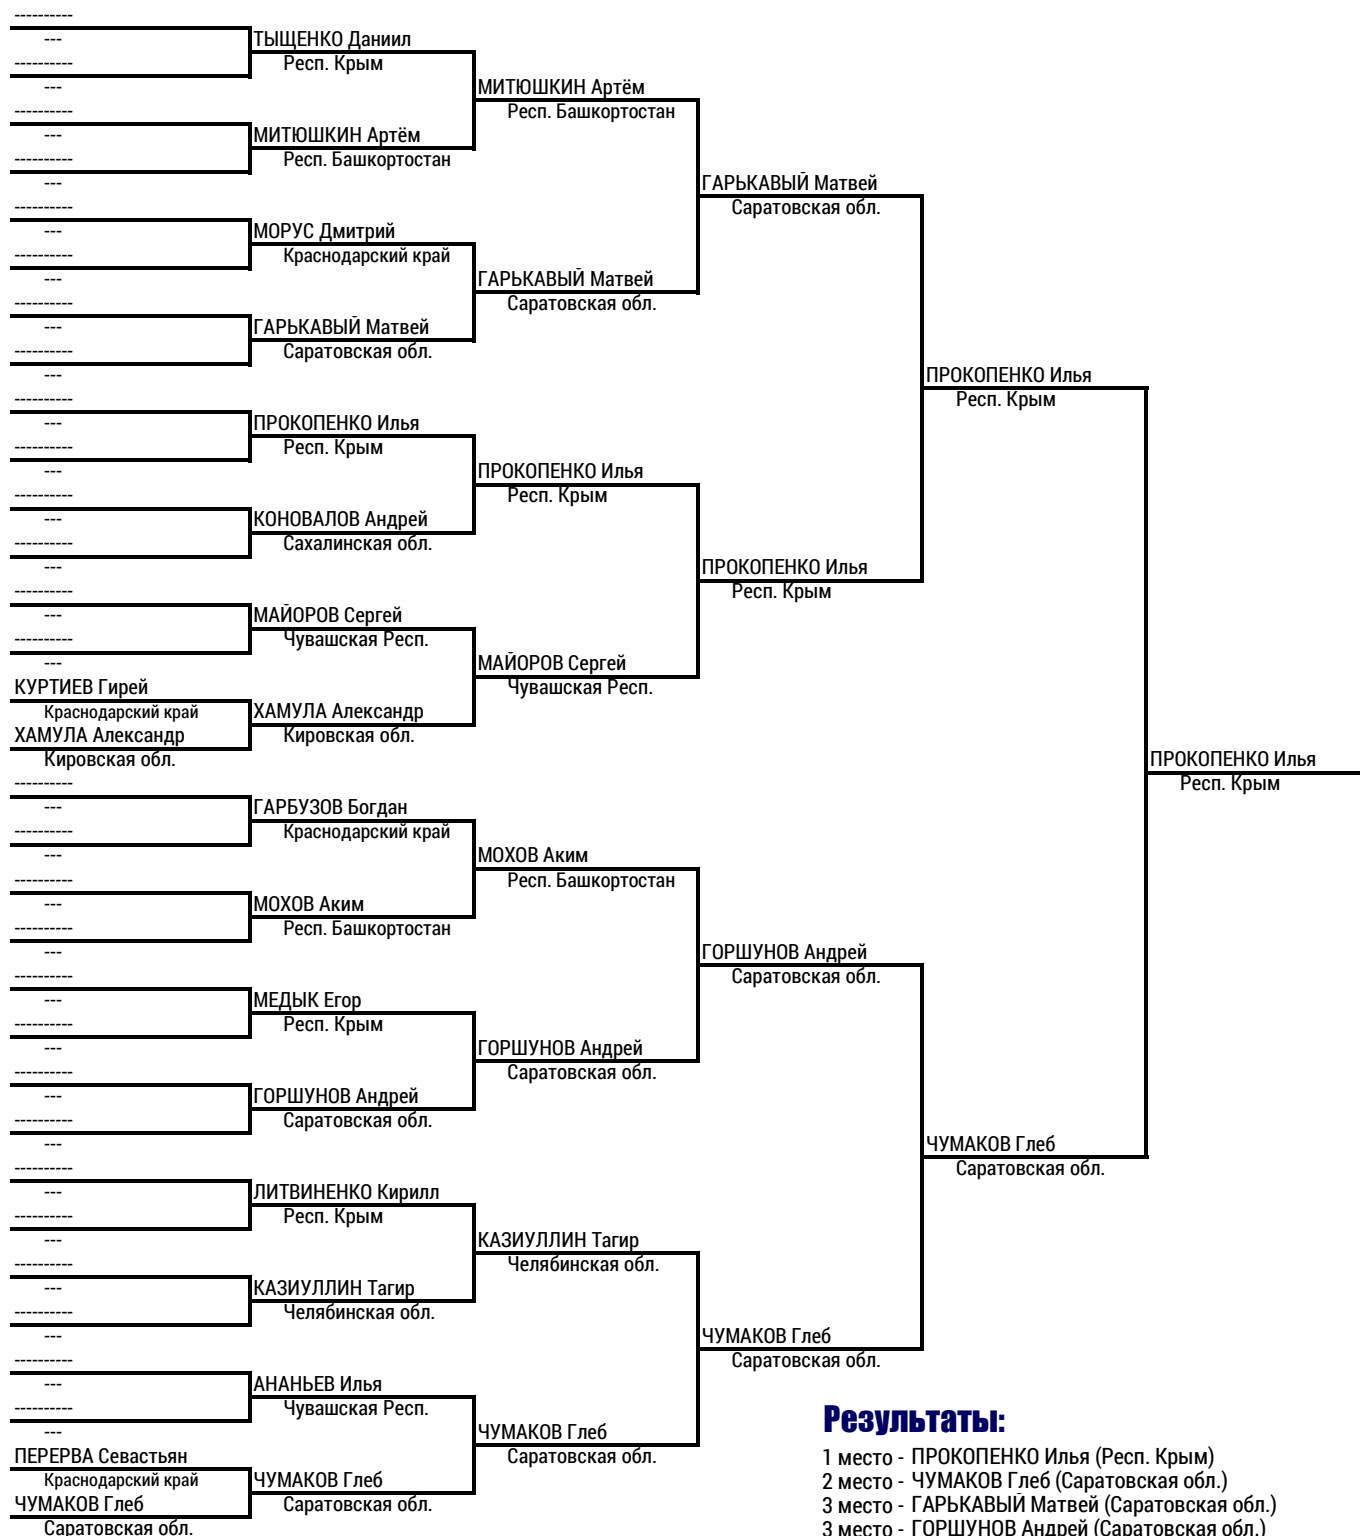 ----------
---
ТЫЩЕНКО Даниил
----------
Респ. Крым
---
МИТЮШКИН Артём
----------
Респ. Башкортостан
---
МИТЮШКИН Артём
----------
Респ. Башкортостан
---
ГАРЬКАВЫЙ Матвей
----------
Саратовская обл.
---
МОРУС Дмитрий
----------
Краснодарский край
---
ГАРЬКАВЫЙ Матвей
----------
Саратовская обл.
---
ГАРЬКАВЫЙ Матвей
----------
Саратовская обл.
---
ПРОКОПЕНКО Илья
----------
Респ. Крым
---
ПРОКОПЕНКО Илья
----------
Респ. Крым
---
ПРОКОПЕНКО Илья
----------
Респ. Крым
---
КОНОВАЛОВ Андрей
----------
Сахалинская обл.
---
ПРОКОПЕНКО Илья
----------
Респ. Крым
---
МАЙОРОВ Сергей
----------
Чувашская Респ.
---
МАЙОРОВ Сергей
КУРТИЕВ Гирей
Чувашская Респ.
Краснодарский край
ХАМУЛА Александр
ХАМУЛА Александр
Кировская обл.
Кировская обл.
ПРОКОПЕНКО Илья
----------
Респ. Крым
---
ГАРБУЗОВ Богдан
----------
Краснодарский край
---
МОХОВ Аким
----------
Респ. Башкортостан
---
МОХОВ Аким
----------
Респ. Башкортостан
---
ГОРШУНОВ Андрей
----------
Саратовская обл.
---
МЕДЫК Егор
----------
Респ. Крым
---
ГОРШУНОВ Андрей
----------
Саратовская обл.
---
ГОРШУНОВ Андрей
----------
Саратовская обл.
---
ЧУМАКОВ Глеб
----------
Саратовская обл.
---
ЛИТВИНЕНКО Кирилл
----------
Респ. Крым
---
КАЗИУЛЛИН Тагир
----------
Челябинская обл.
---
КАЗИУЛЛИН Тагир
----------
Челябинская обл.
---
ЧУМАКОВ Глеб
----------
Саратовская обл.
---
АНАНЬЕВ Илья
----------
Чувашская Респ.
---
ЧУМАКОВ Глеб
ПЕРЕРВА Севастьян
Саратовская обл.
Краснодарский край
ЧУМАКОВ Глеб
ЧУМАКОВ Глеб
Саратовская обл.
Саратовская обл.
Результаты:
1 место - ПРОКОПЕНКО Илья (Респ. Крым)
2 место - ЧУМАКОВ Глеб (Саратовская обл.)
3 место - ГАРЬКАВЫЙ Матвей (Саратовская обл.)
3 место - ГОРШУНОВ Андрей (Саратовская обл.)